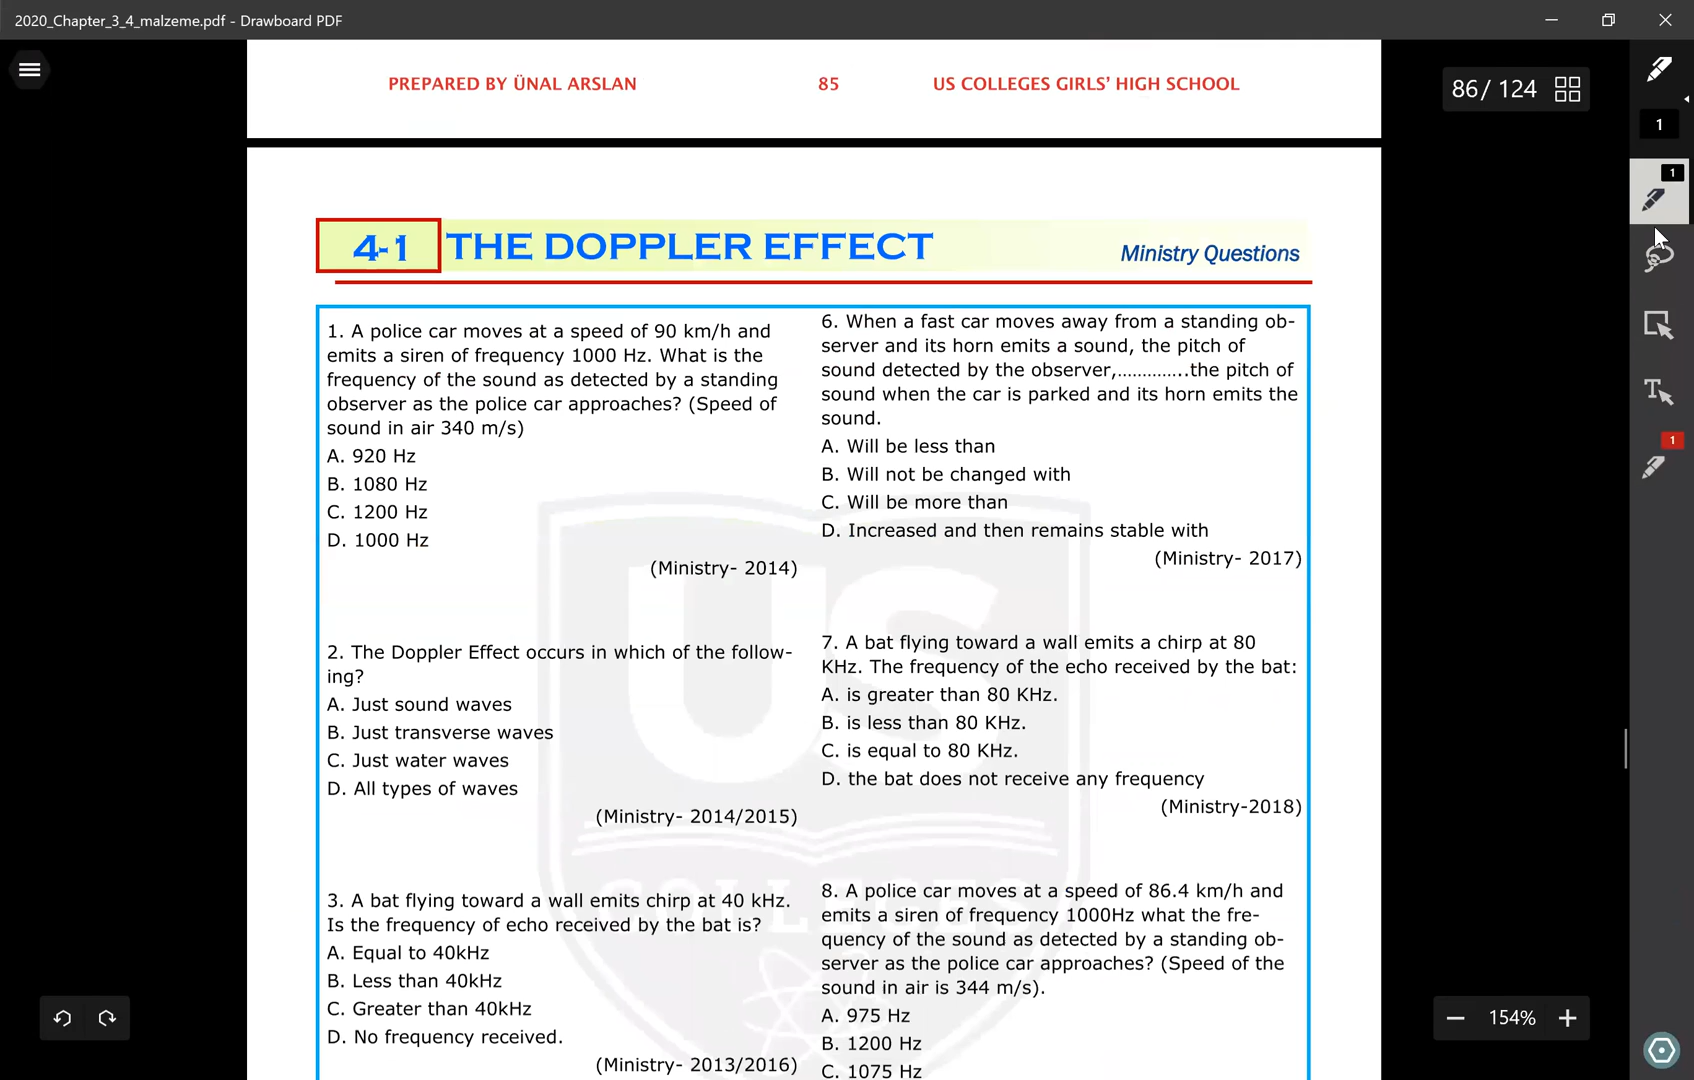 2020_Chapter_3_4_malzeme.pdf - Drawboard PDF
PREPARED BY ÜNAL ARSLAN 85 US COLLEGES GIRLS' HIGH SCHOOL
86/ 124
1
1
1
4-1 THE DOPPLER EFFECT Ministry Questions
1. A police car moves at a speed of 90 km/h and
emits a siren of frequency 1000 Hz. What is the
frequency of the sound as detected by a standing
observer as the police car approaches? (Speed of
sound in air 340 m/s)
A. 920 Hz
B. 1080 Hz
C. 1200 Hz
D. 1000 Hz
(Ministry- 2014)
2. The Doppler Effect occurs in which of the follow-
ing?
A. Just sound waves
B. Just transverse waves
C. Just water waves
D. All types of waves
(Ministry- 2014/2015)
3. A bat flying toward a wall emits chirp at 40 kHz.
Is the frequency of echo received by the bat is?
A. Equal to 40kHz
B. Less than 40kHz
C. Greater than 40kHz
D. No frequency received.
(Ministry- 2013/2016)
6. When a fast car moves away from a standing ob-
server and its horn emits a sound, the pitch of
sound detected by the observer,..............the pitch of
sound when the car is parked and its horn emits the
sound.
A. Will be less than
B. Will not be changed with
C. Will be more than
D. Increased and then remains stable with
(Ministry- 2017)
7. A bat flying toward a wall emits a chirp at 80
KHz. The frequency of the echo received by the bat:
A. is greater than 80 KHz.
B. is less than 80 KHz.
C. is equal to 80 KHz.
D. the bat does not receive any frequency
(Ministry-2018)
8. A police car moves at a speed of 86.4 km/h and
emits a siren of frequency 1000Hz what the fre-
quency of the sound as detected by a standing ob-
server as the police car approaches? (Speed of the
sound in air is 344 m/s).
A. 975 Hz
B. 1200 Hz
C. 1075 Hz
US
COLLEGES
154%